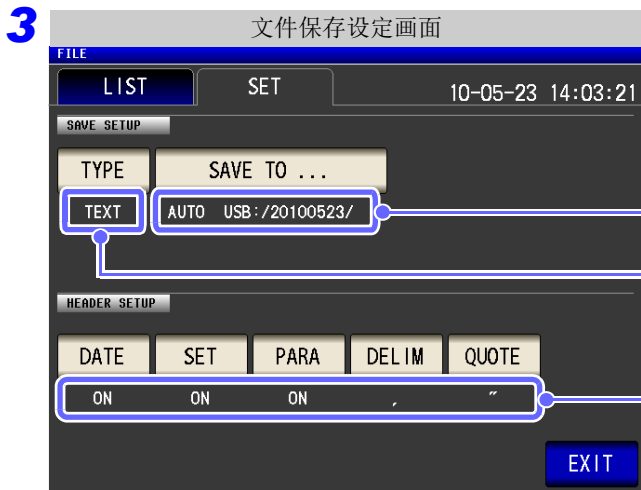 3 文件保存设定画面
FILE
LIST SET 10-05-23 14:03:21
SAVE SETUP
TYPE SAVE TO ...
TEXT AUTO USB:/20100523/
HEADER SETUP
DATE SET PARA DELIM QUOTE
ON ON ON , "
EXIT